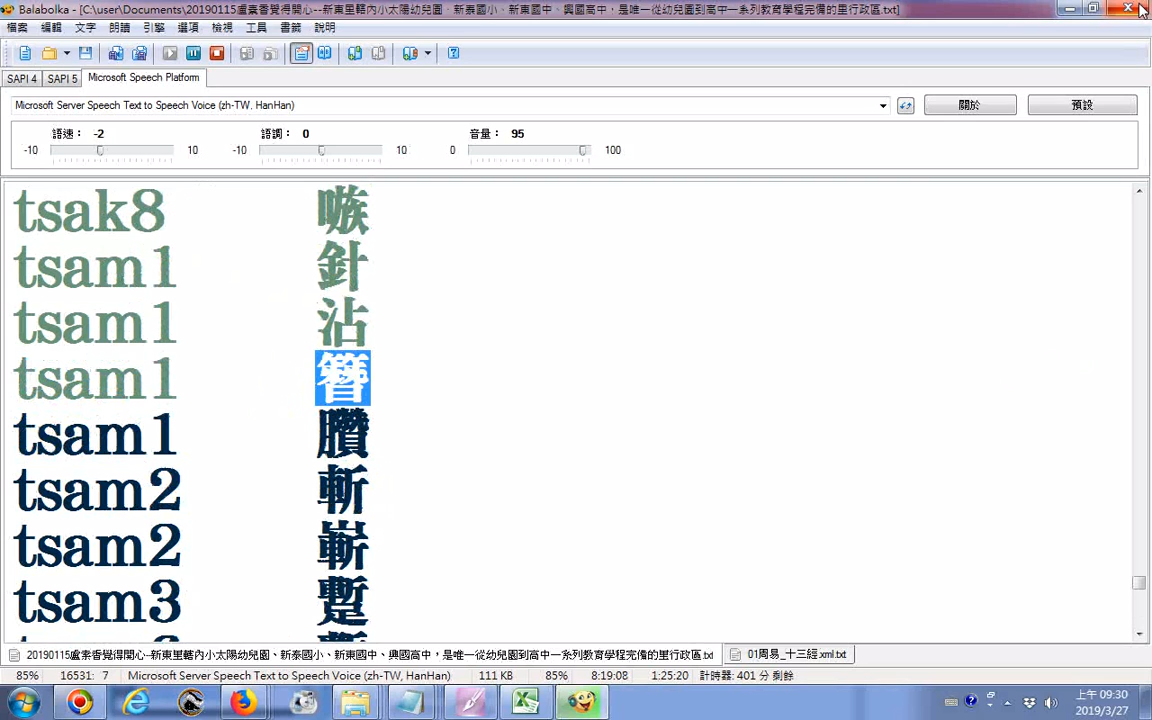 Balabolka - [C:\user\Documents\20190115盧素香覺得開心--新東里轄內小太陽幼兒園、新泰國小、新東國中、興國高中，是唯一從幼兒園到高中一系列教育學程完備的里行政區.txt]
檔案 編輯 文字 朗讀 引擎 選項 檢視 工具 書籤 說明
SAPI 4 SAPI 5 Microsoft Speech Platform
Microsoft Server Speech Text to Speech Voice (zh-TW, HanHan) 關於 預設
語速： -2 語調： 0 音量： 95
-10 10 -10 10 0 100
tsak8 嗾
tsam1 針
tsam1 沾
tsam1 簪
tsam1 臢
tsam2 斬
tsam2 嶄
tsam3 蹔
20190115盧素香覺得開心--新東里轄內小太陽幼兒園、新泰國小、新東國中、興國高中，是唯一從幼兒園到高中一系列教育學程完備的里行政區.txt 01周易_十三經.xml.txt
85% 16531: 7 Microsoft Server Speech Text to Speech Voice (zh-TW, HanHan) 111 KB 85% 8:19:08 1:25:20 計時器: 401 分 剩餘
上午 09:30
2019/3/27